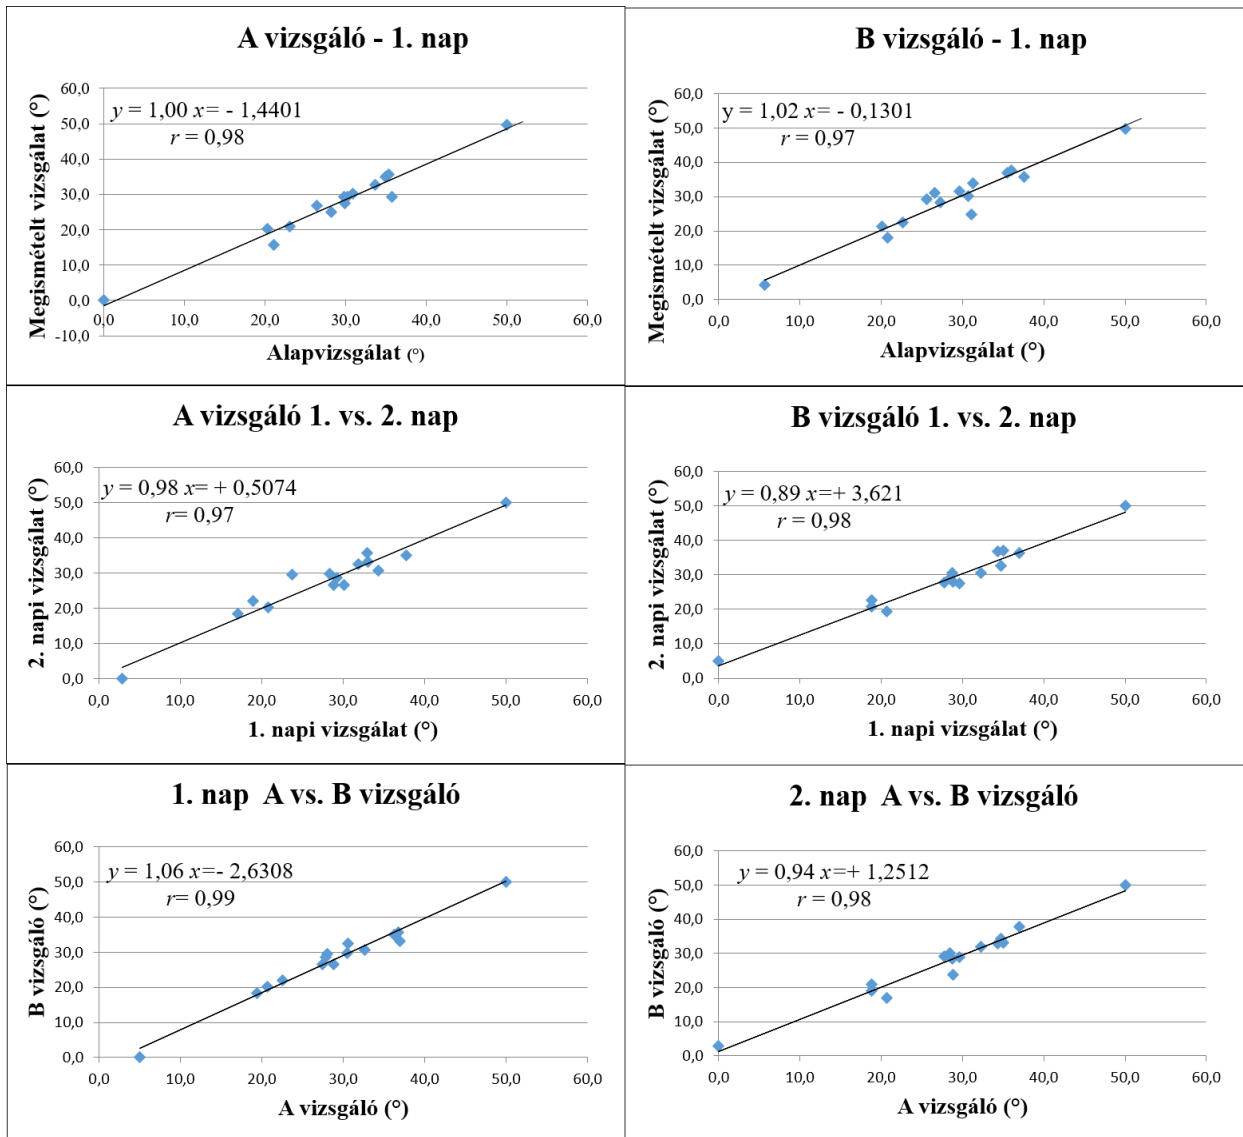 A vizsgáló - 1. nap
y = 1,00 x= - 1,4401
r = 0,98
Megismételt vizsgálat (°)
60,0
50,0
40,0
30,0
20,0
10,0
0,0
-10,0
0,0 10,0 20,0 30,0 40,0 50,0 60,0
Alapvizsgálat (°)
B vizsgáló - 1. nap
y = 1,02 x= - 0,1301
r = 0,97
Megismételt vizsgálat (°)
60,0
50,0
40,0
30,0
20,0
10,0
0,0
0,0 10,0 20,0 30,0 40,0 50,0 60,0
Alapvizsgálat (°)
A vizsgáló 1. vs. 2. nap
y = 0,98 x= + 0,5074
r= 0,97
2. napi vizsgálat (°)
60,0
50,0
40,0
30,0
20,0
10,0
0,0
0,0 10,0 20,0 30,0 40,0 50,0 60,0
1. napi vizsgálat (°)
B vizsgáló 1. vs. 2. nap
y = 0,89 x=+ 3,621
r = 0,98
2. napi vizsgálat (°)
60,0
50,0
40,0
30,0
20,0
10,0
0,0
0,0 10,0 20,0 30,0 40,0 50,0 60,0
1. napi vizsgálat (°)
1. nap A vs. B vizsgáló
y = 1,06 x=- 2,6308
r= 0,99
B vizsgáló (°)
60,0
50,0
40,0
30,0
20,0
10,0
0,0
0,0 10,0 20,0 30,0 40,0 50,0 60,0
A vizsgáló (°)
2. nap A vs. B vizsgáló
y = 0,94 x=+ 1,2512
r = 0,98
B vizsgáló (°)
60,0
50,0
40,0
30,0
20,0
10,0
0,0
0,0 10,0 20,0 30,0 40,0 50,0 60,0
A vizsgáló (°)